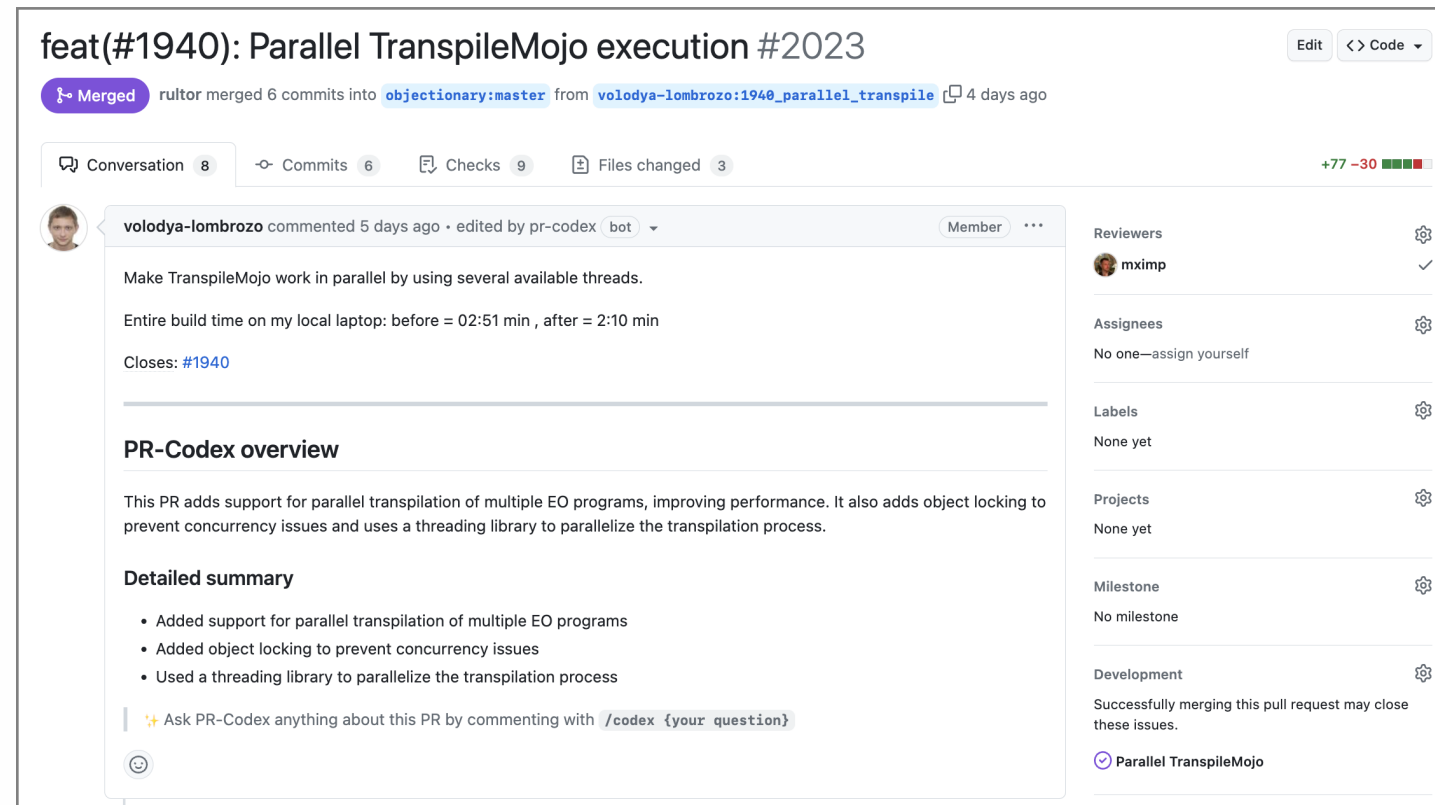 feat(#1940): Parallel TranspileMojo execution #2023
Edit
<> Code
Merged
rultor merged 6 commits into objectionary:master from volodya-lombrozo:1940_parallel_transpile 4 days ago
Conversation 8
Commits 6
Checks 9
Files changed 3
+77 −30
volodya-lombrozo commented 5 days ago • edited by pr-codex bot
Member
Make TranspileMojo work in parallel by using several available threads.
Entire build time on my local laptop: before = 02:51 min , after = 2:10 min
Closes: #1940
PR-Codex overview
This PR adds support for parallel transpilation of multiple EO programs, improving performance. It also adds object locking to
prevent concurrency issues and uses a threading library to parallelize the transpilation process.
Detailed summary
• Added support for parallel transpilation of multiple EO programs
• Added object locking to prevent concurrency issues
• Used a threading library to parallelize the transpilation process
✨ Ask PR-Codex anything about this PR by commenting with /codex {your question}
Reviewers
mximp
Assignees
No one—assign yourself
Labels
None yet
Projects
None yet
Milestone
No milestone
Development
Successfully merging this pull request may close
these issues.
Parallel TranspileMojo